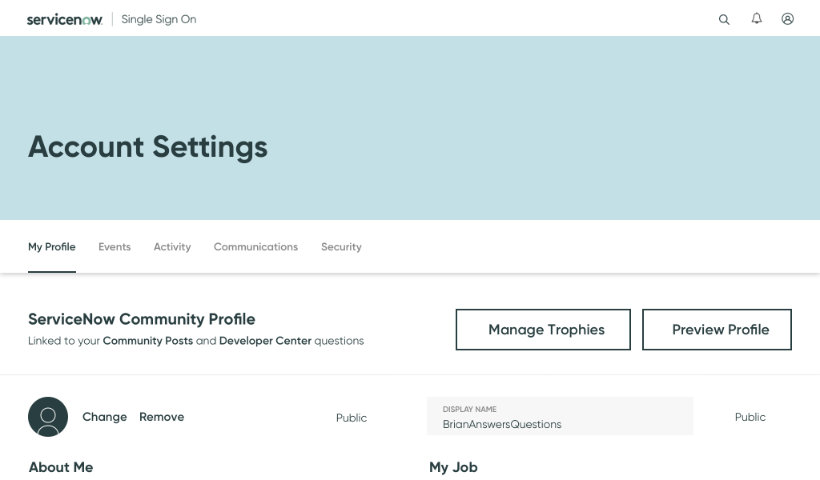 servicenow. Single Sign On
Account Settings
My Profile Events Activity Communications Security
ServiceNow Community Profile
Linked to your Community Posts and Developer Center questions
Manage Trophies Preview Profile
Change Remove Public
DISPLAY NAME
BrianAnswersQuestions
Public
About Me My Job